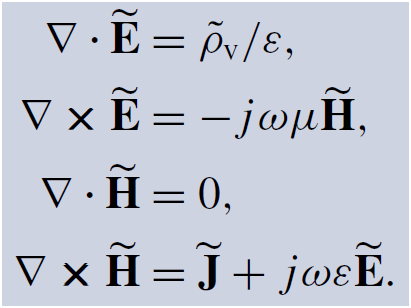 ∇ · Ẽ = ρ̃ᵥ/ε,
∇ × Ẽ = −jωμH̃,
∇ · H̃ = 0,
∇ × H̃ = J̃ + jωεẼ.